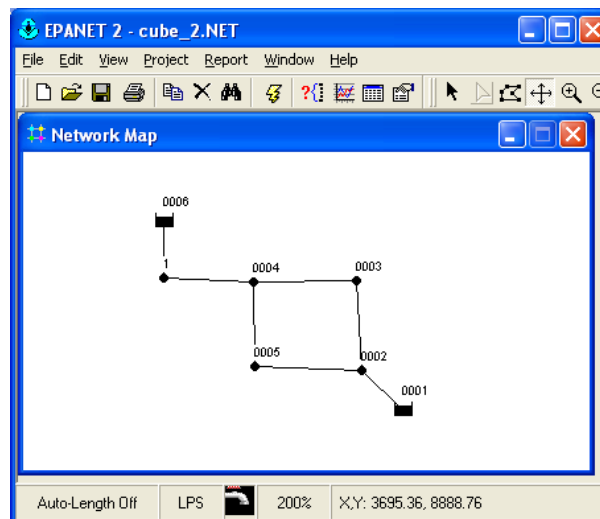 EPANET 2 - cube_2.NET
File Edit View Project Report Window Help
Network Map
0006
1
0004
0003
0005
0002
0001
Auto-Length Off LPS 200% X,Y: 3695.36, 8888.76